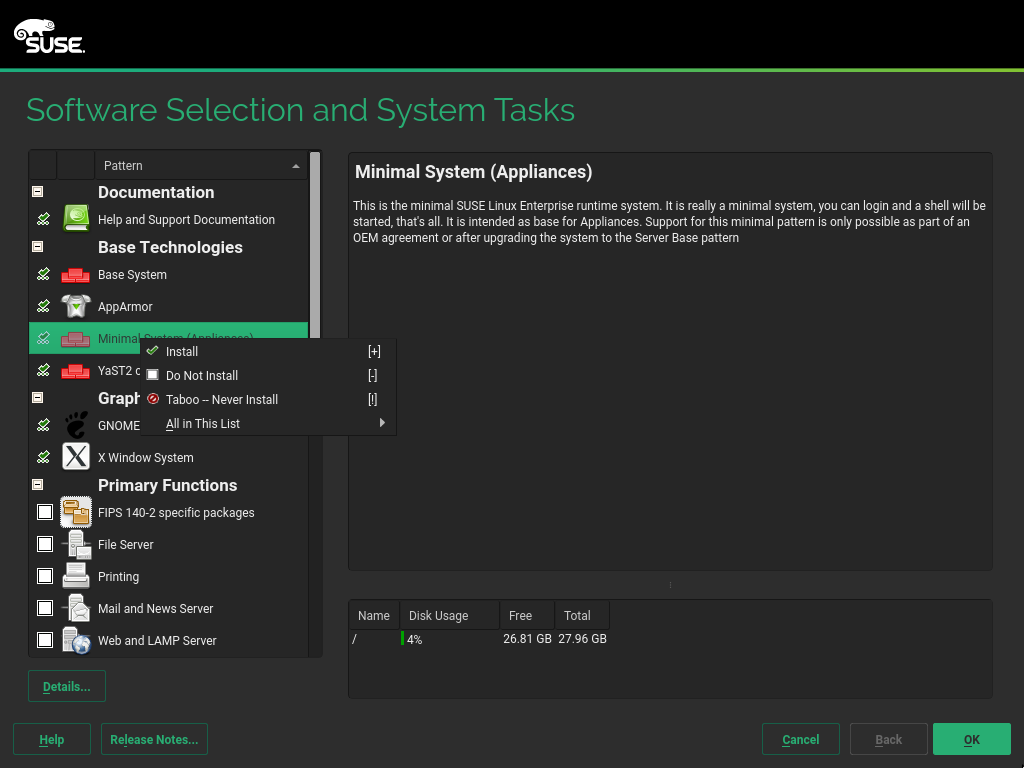 SUSE.
Software Selection and System Tasks
Pattern
Documentation
Help and Support Documentation
Base Technologies
Base System
AppArmor
Minimal System (Appliances)
Install [+]
Do Not Install [-]
Taboo -- Never Install [!]
All in This List
YaST2
Graph
GNOME
X Window System
Primary Functions
FIPS 140-2 specific packages
File Server
Printing
Mail and News Server
Web and LAMP Server
Minimal System (Appliances)
This is the minimal SUSE Linux Enterprise runtime system. It is really a minimal system, you can login and a shell will be
started, that's all. It is intended as base for Appliances. Support for this minimal pattern is only possible as part of an
OEM agreement or after upgrading the system to the Server Base pattern
Name Disk Usage Free Total
/ 4% 26.81 GB 27.96 GB
Details...
Help Release Notes... Cancel Back OK